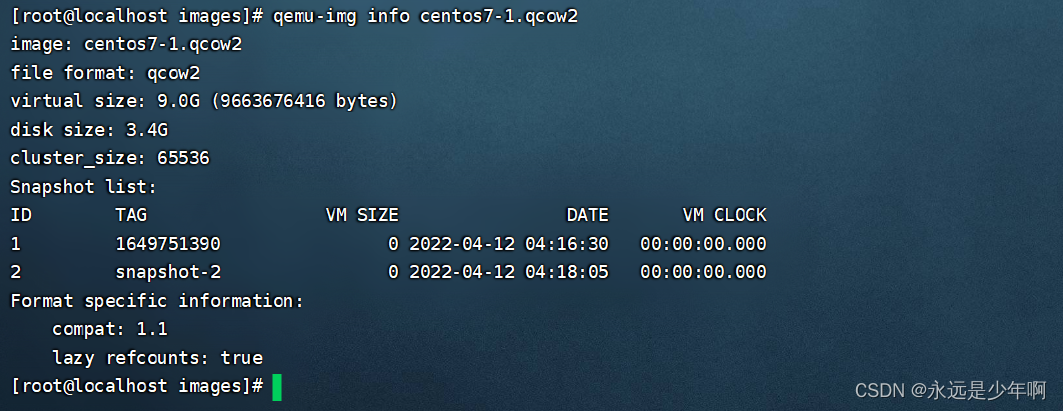 [root@localhost images]# qemu-img info centos7-1.qcow2
image: centos7-1.qcow2
file format: qcow2
virtual size: 9.0G (9663676416 bytes)
disk size: 3.4G
cluster_size: 65536
Snapshot list:
ID        TAG                 VM SIZE                DATE       VM CLOCK
1         1649751390                0 2022-04-12 04:16:30   00:00:00.000
2         snapshot-2                0 2022-04-12 04:18:05   00:00:00.000
Format specific information:
    compat: 1.1
    lazy refcounts: true
[root@localhost images]#
CSDN @永远是少年啊